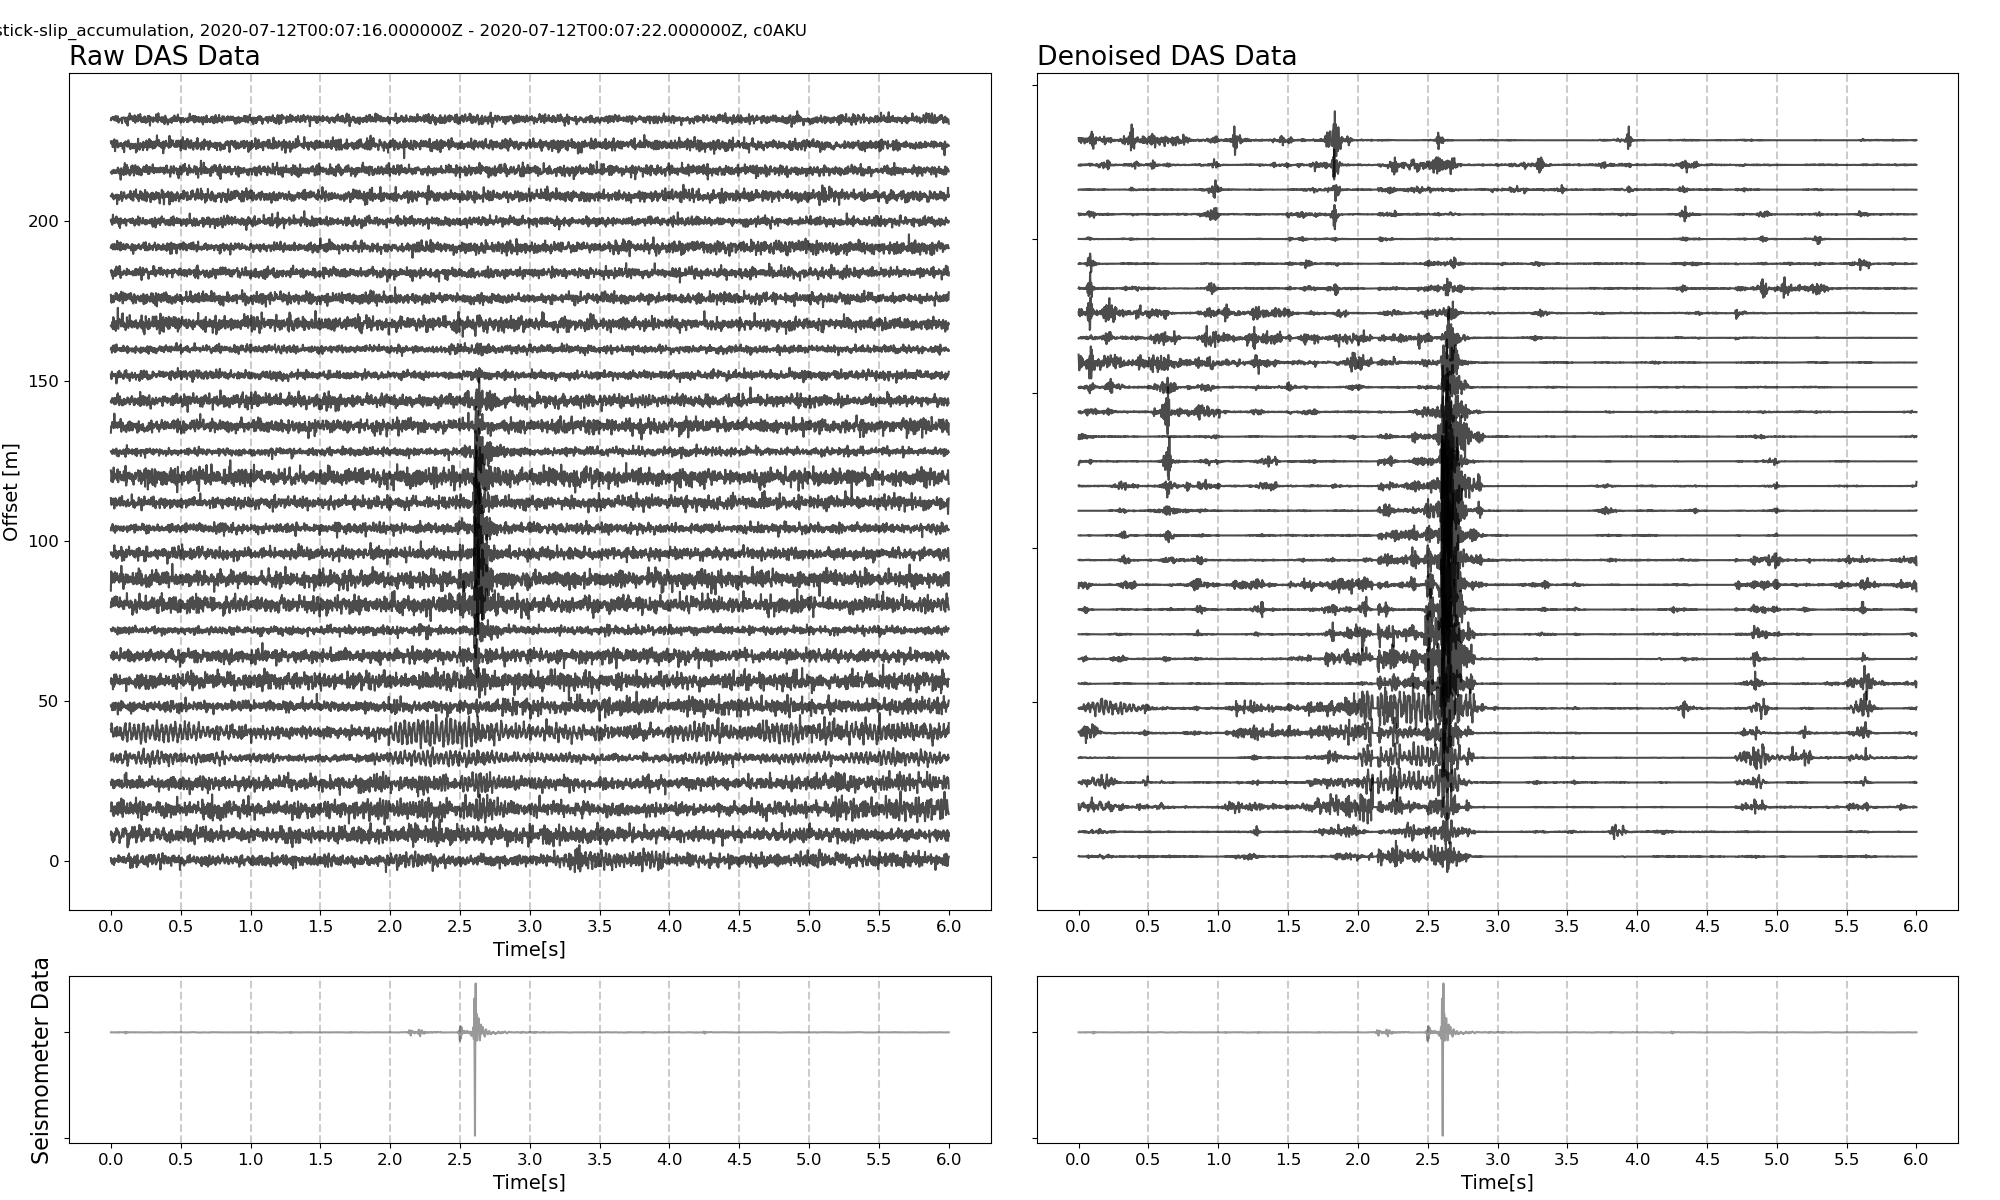 stick-slip_accumulation, 2020-07-12T00:07:16.000000Z - 2020-07-12T00:07:22.000000Z, c0AKU
Raw DAS Data
Denoised DAS Data
Offset [m]
200
150
100
50
0
0.0 0.5 1.0 1.5 2.0 2.5 3.0 3.5 4.0 4.5 5.0 5.5 6.0
Time[s]
0.0 0.5 1.0 1.5 2.0 2.5 3.0 3.5 4.0 4.5 5.0 5.5 6.0
Seismometer Data
0.0 0.5 1.0 1.5 2.0 2.5 3.0 3.5 4.0 4.5 5.0 5.5 6.0
Time[s]
0.0 0.5 1.0 1.5 2.0 2.5 3.0 3.5 4.0 4.5 5.0 5.5 6.0
Time[s]